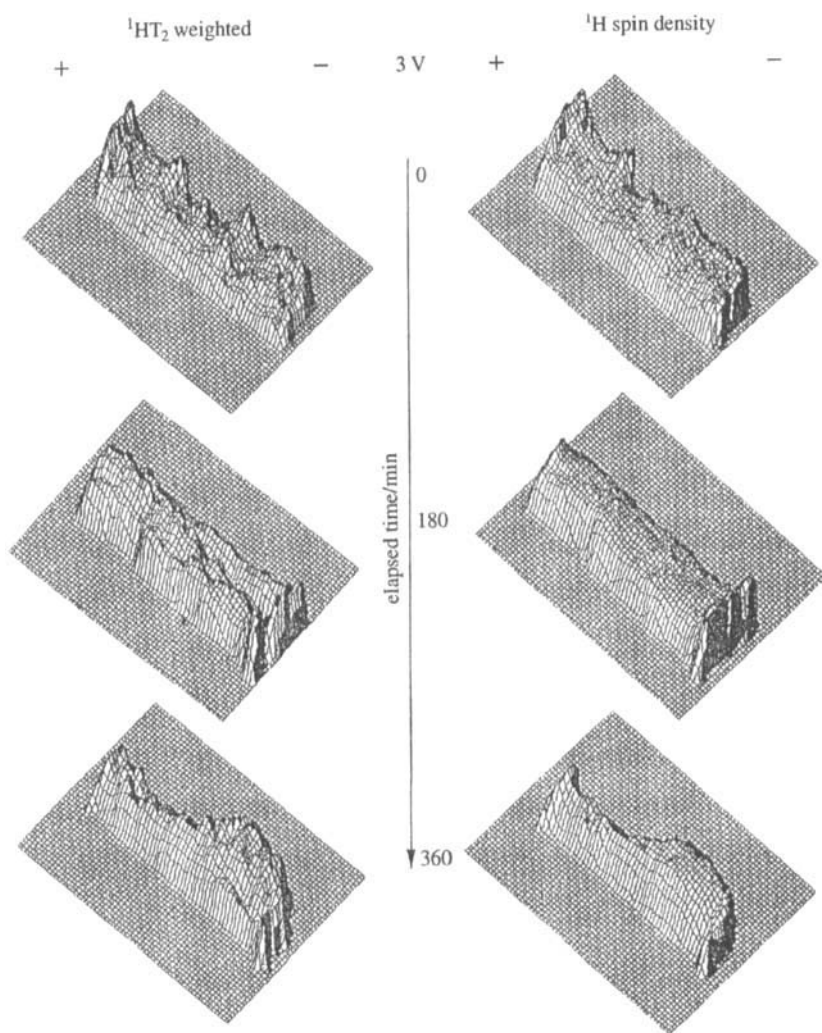 ¹HT₂ weighted
¹H spin density
+ − 3 V + −
0
180
elapsed time/min
360